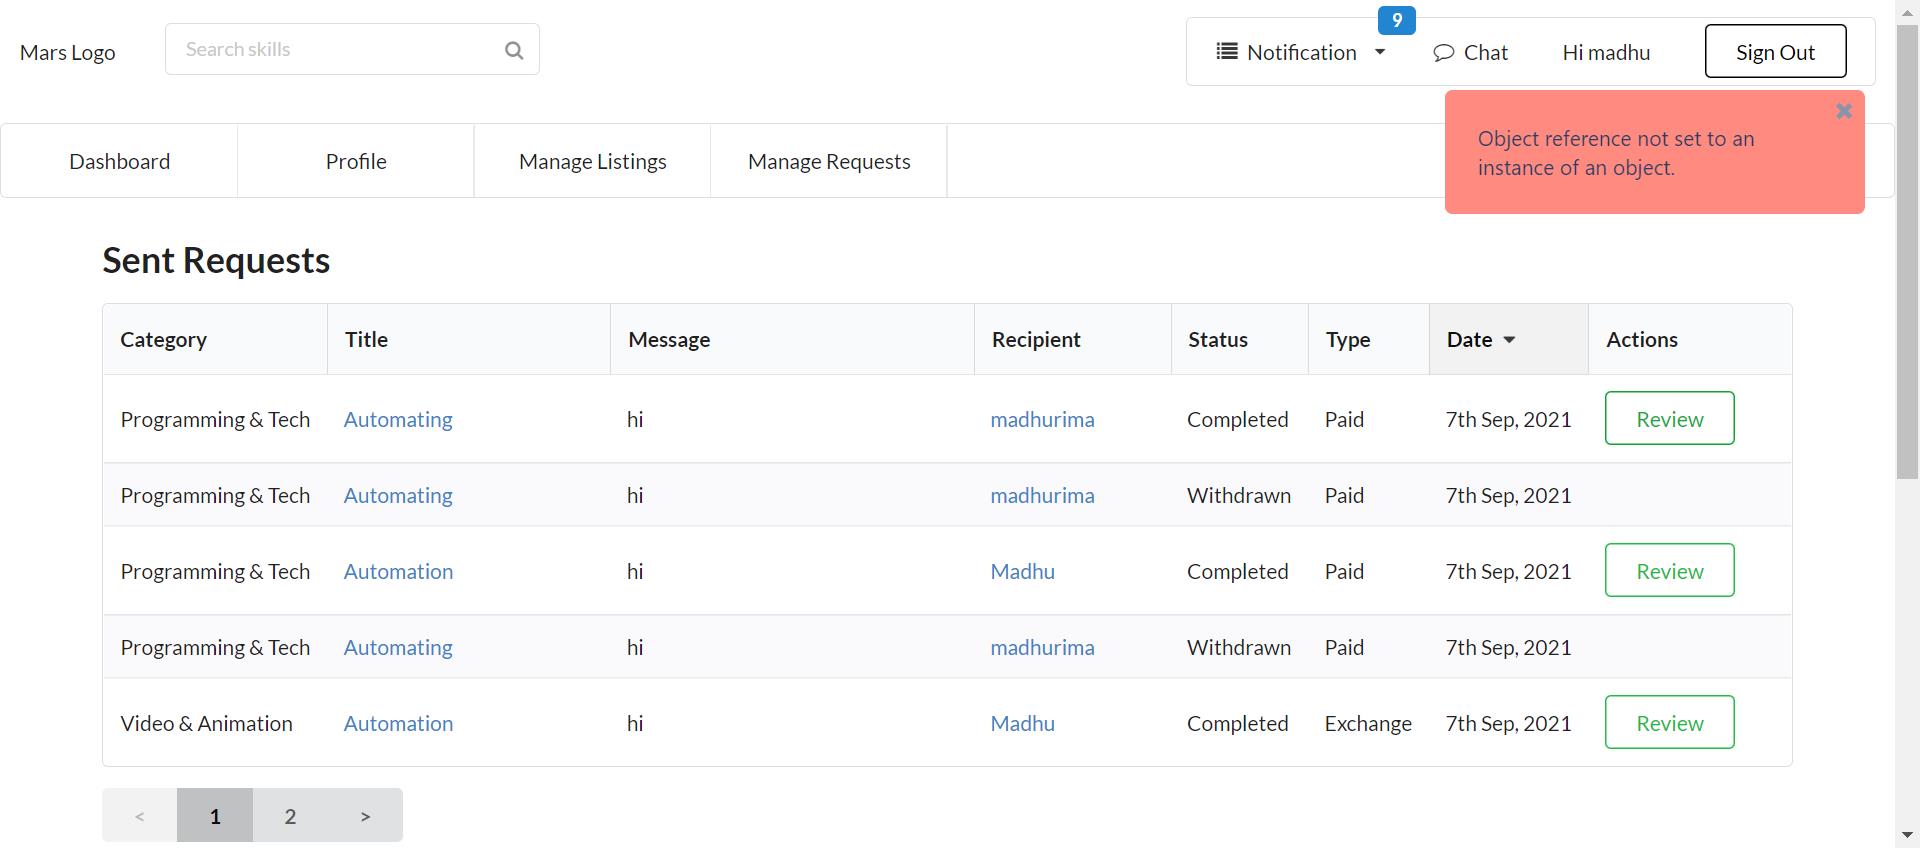 9
Mars Logo Search skills Notification Chat Hi madhu Sign Out
Object reference not set to an
instance of an object.
Dashboard Profile Manage Listings Manage Requests
Sent Requests
Category Title Message Recipient Status Type Date Actions
Programming & Tech Automating hi madhurima Completed Paid 7th Sep, 2021 Review
Programming & Tech Automating hi madhurima Withdrawn Paid 7th Sep, 2021
Programming & Tech Automation hi Madhu Completed Paid 7th Sep, 2021 Review
Programming & Tech Automating hi madhurima Withdrawn Paid 7th Sep, 2021
Video & Animation Automation hi Madhu Completed Exchange 7th Sep, 2021 Review
< 1 2 >